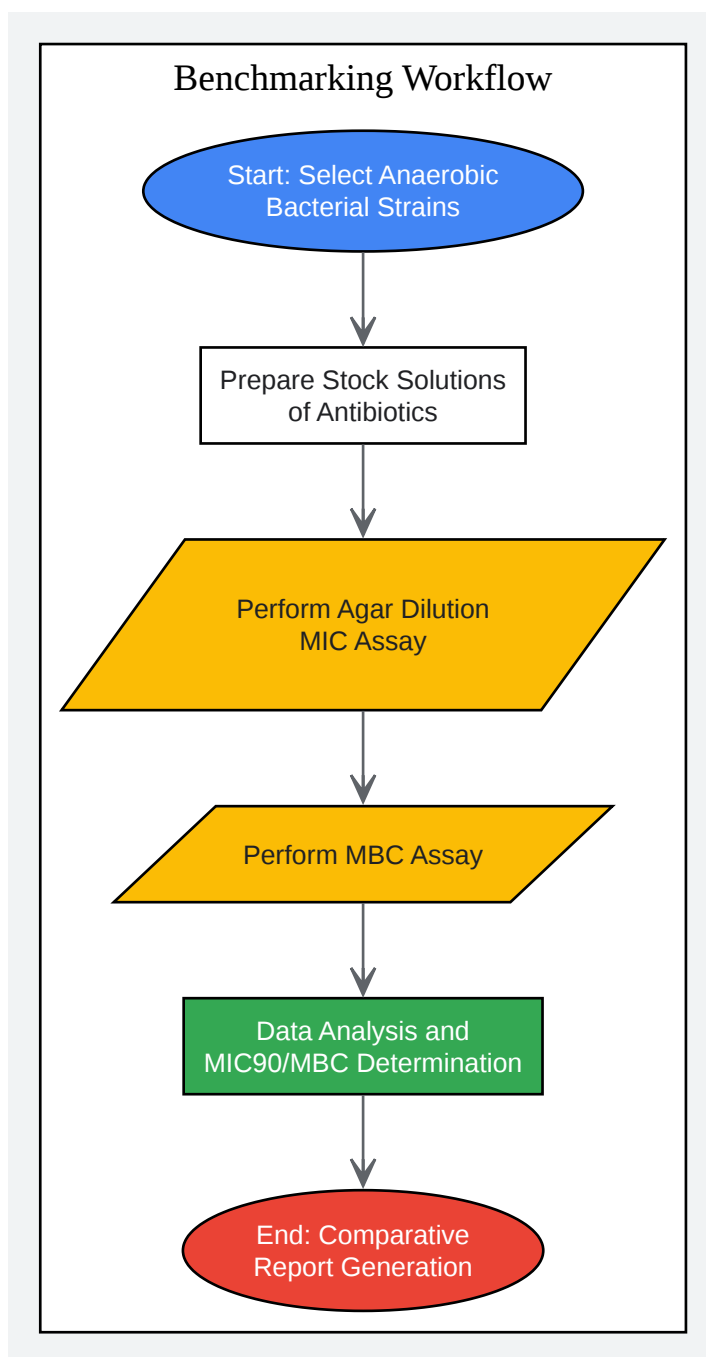 Benchmarking Workflow
Start: Select Anaerobic
Bacterial Strains
Prepare Stock Solutions
of Antibiotics
Perform Agar Dilution
MIC Assay
Perform MBC Assay
Data Analysis and
MIC90/MBC Determination
End: Comparative
Report Generation